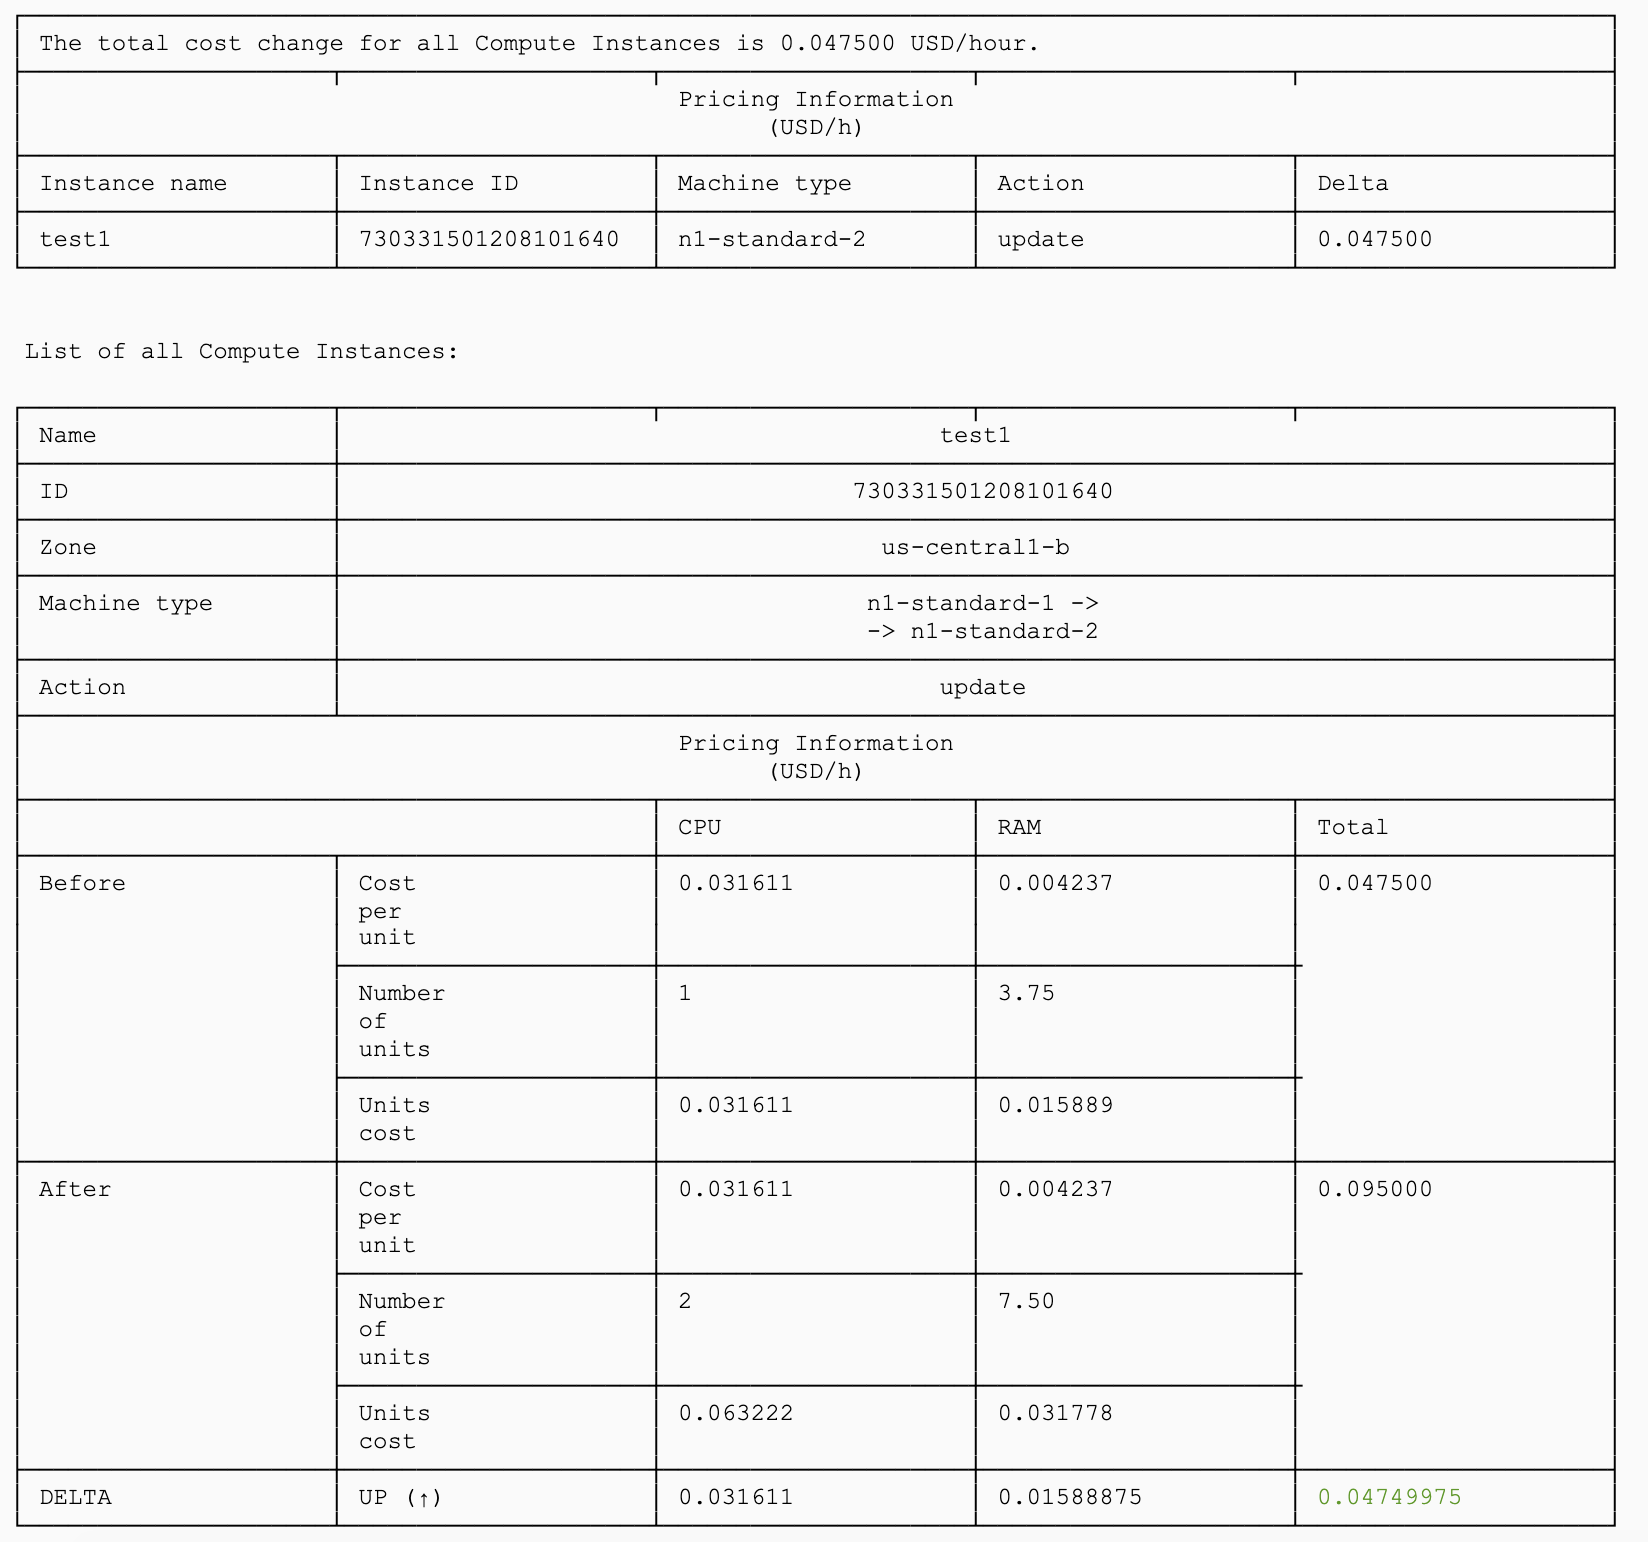 The total cost change for all Compute Instances is 0.047500 USD/hour.
Pricing Information
(USD/h)
Instance name Instance ID Machine type Action Delta
test1 730331501208101640 n1-standard-2 update 0.047500
List of all Compute Instances:
Name test1
ID 730331501208101640
Zone us-central1-b
Machine type n1-standard-1 ->
-> n1-standard-2
Action update
Pricing Information
(USD/h)
CPU RAM Total
Before Cost 0.031611 0.004237 0.047500
per
unit
Number 1 3.75
of
units
Units 0.031611 0.015889
cost
After Cost 0.031611 0.004237 0.095000
per
unit
Number 2 7.50
of
units
Units 0.063222 0.031778
cost
DELTA UP (↑) 0.031611 0.01588875 0.04749975